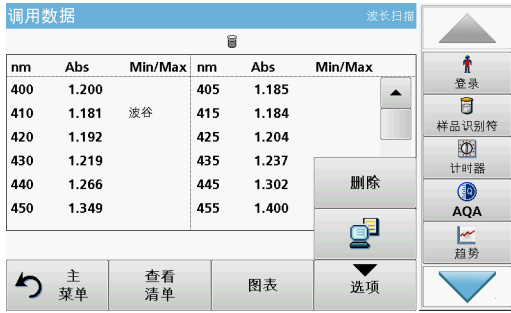 调用数据 波长扫描
nm Abs Min/Max nm Abs Min/Max
400 1.200 405 1.185
410 1.181 波谷 415 1.184
420 1.192 425 1.204
430 1.219 435 1.237
440 1.266 445 1.302
450 1.349 455 1.400
删除
主
菜单
查看
清单
图表
选项
登录
样品识别符
计时器
AQA
趋势